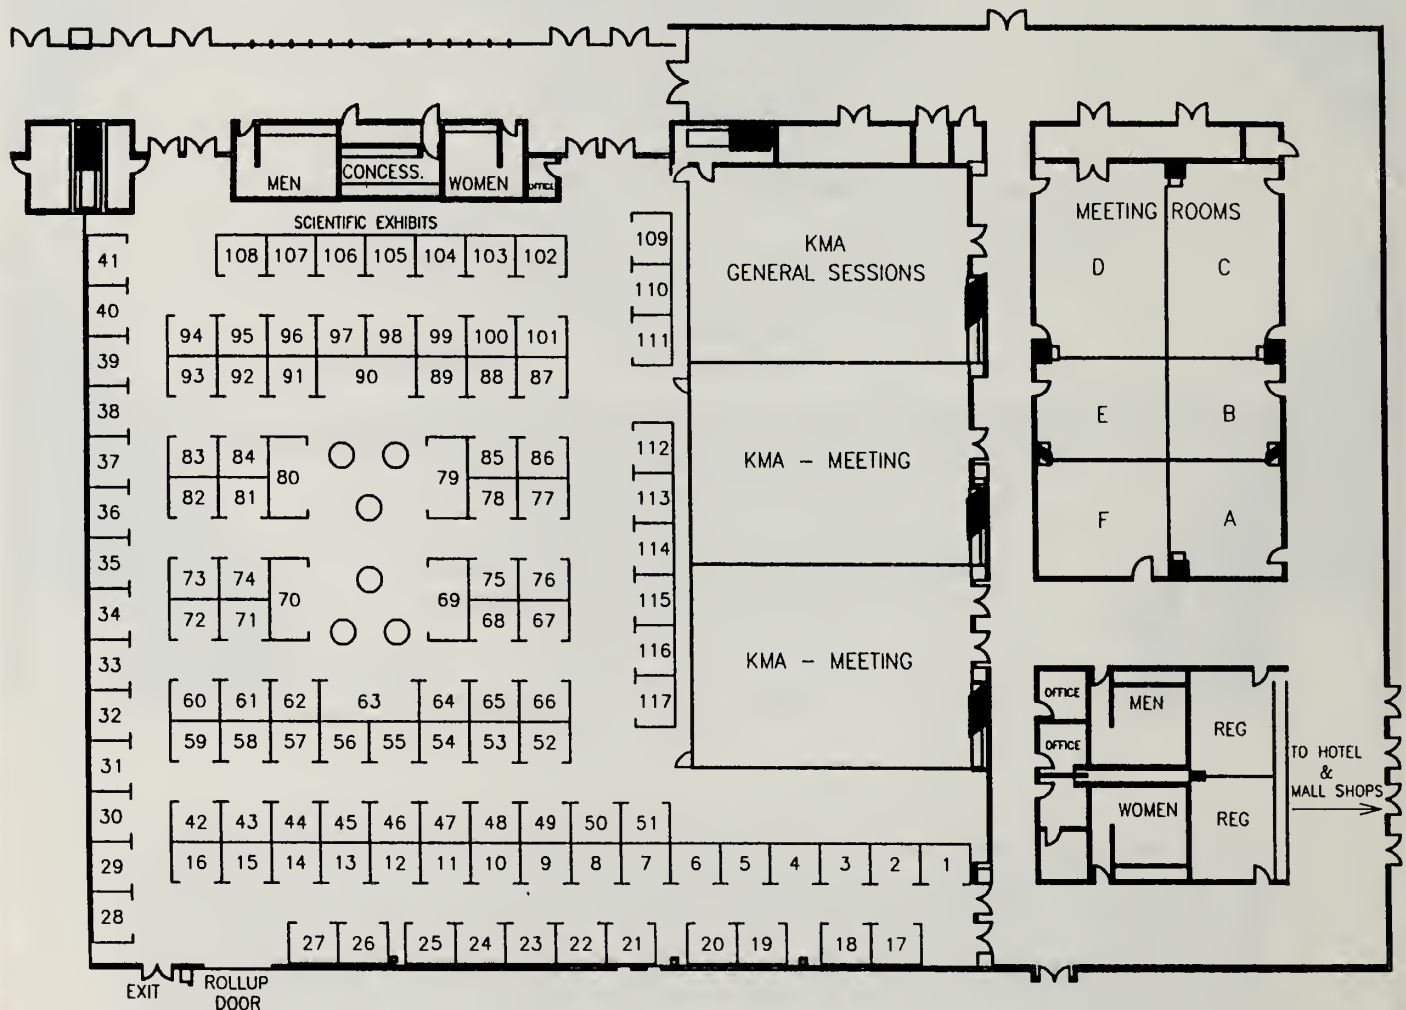 MEN
CONCESS.
WOMEN
OFFICE
SCIENTIFIC EXHIBITS
108 107 106 105 104 103 102
94 95 96 97 98 99 100 101
93 92 91 90 89 88 87
83 84 80 79 85 86
82 81 78 77
73 74 70 69 75 76
72 71 68 67
60 61 62 63 64 65 66
59 58 57 56 55 54 53 52
42 43 44 45 46 47 48 49 50 51
16 15 14 13 12 11 10 9 8 7 6 5 4 3 2 1
27 26 25 24 23 22 21 20 19 18 17
41
40
39
38
37
36
35
34
33
32
31
30
29
28
EXIT
ROLLUP
DOOR
109
110
111
112
113
114
115
116
117
KMA
GENERAL SESSIONS
KMA – MEETING
KMA – MEETING
MEETING ROOMS
D C
E B
F A
OFFICE
OFFICE
MEN
WOMEN
REG
REG
TO HOTEL
&
MALL SHOPS